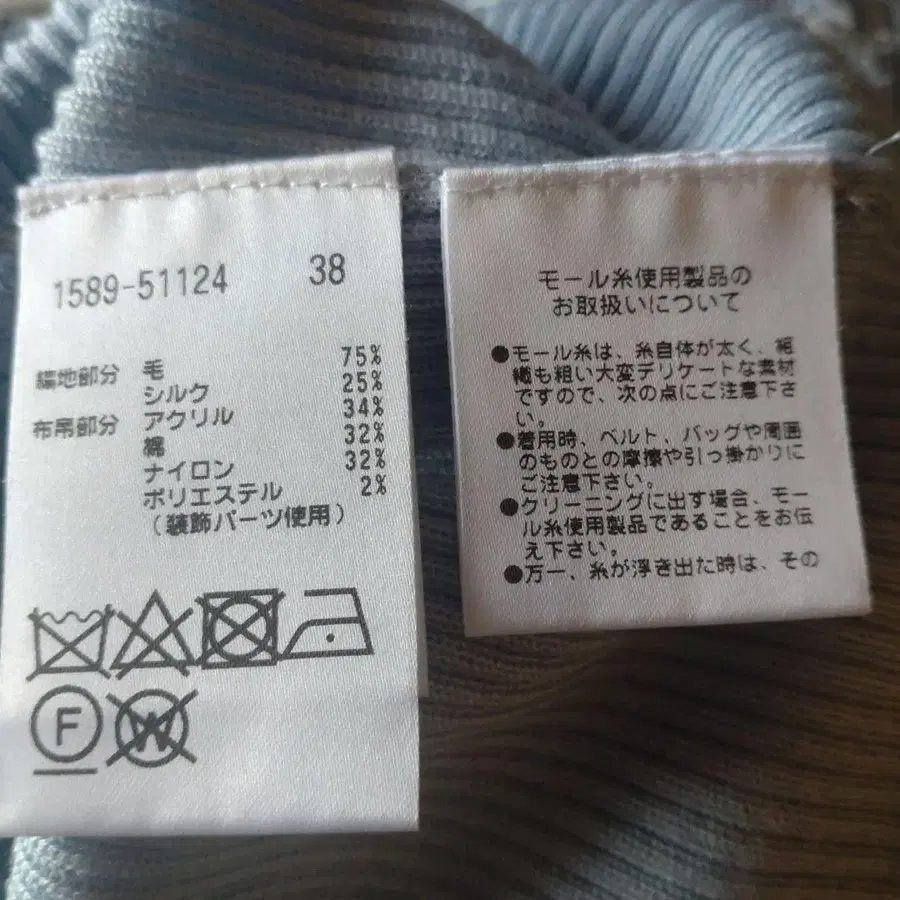 1589-51124 38
編地部分 毛 75%
シルク 25%
布帛部分 アクリル 34%
綿 32%
ナイロン 32%
ポリエステル 2%
（装飾パーツ使用）
F
W
モール糸使用製品の
お取扱いについて
●モール糸は、糸自体が太く、組
織も粗い大変デリケートな素材
ですので、次の点にご注意下さ
い。
●着用時、ベルト、バッグや周囲
のものとの摩擦や引っ掛かりに
ご注意下さい。
●クリーニングに出す場合、モー
ル糸使用製品であることをお伝
え下さい。
●万一、糸が浮き出た時は、その